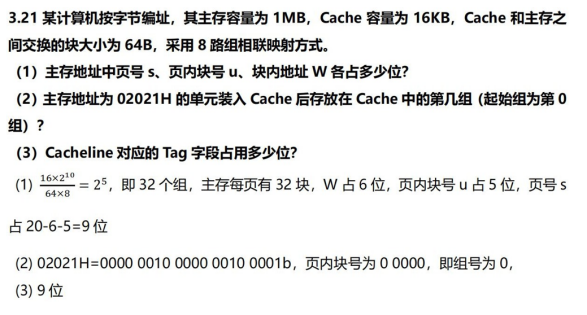 3.21 某计算机按字节编址，其主存容量为 1MB，Cache 容量为 16KB，Cache 和主存之
间交换的块大小为 64B，采用 8 路组相联映射方式。
（1）主存地址中页号 s、页内块号 u、块内地址 W 各占多少位？
（2）主存地址为 02021H 的单元装入 Cache 后存放在 Cache 中的第几组（起始组为第 0
组）？
（3）Cacheline 对应的 Tag 字段占用多少位？
(1) \frac{16×2^{10}}{64×8} = 2^5，即 32 个组，主存每页有 32 块，W 占 6 位，页内块号 u 占 5 位，页号 s
占 20-6-5=9 位
(2) 02021H=0000 0010 0000 0010 0001b，页内块号为 0 0000，即组号为 0，
(3) 9 位